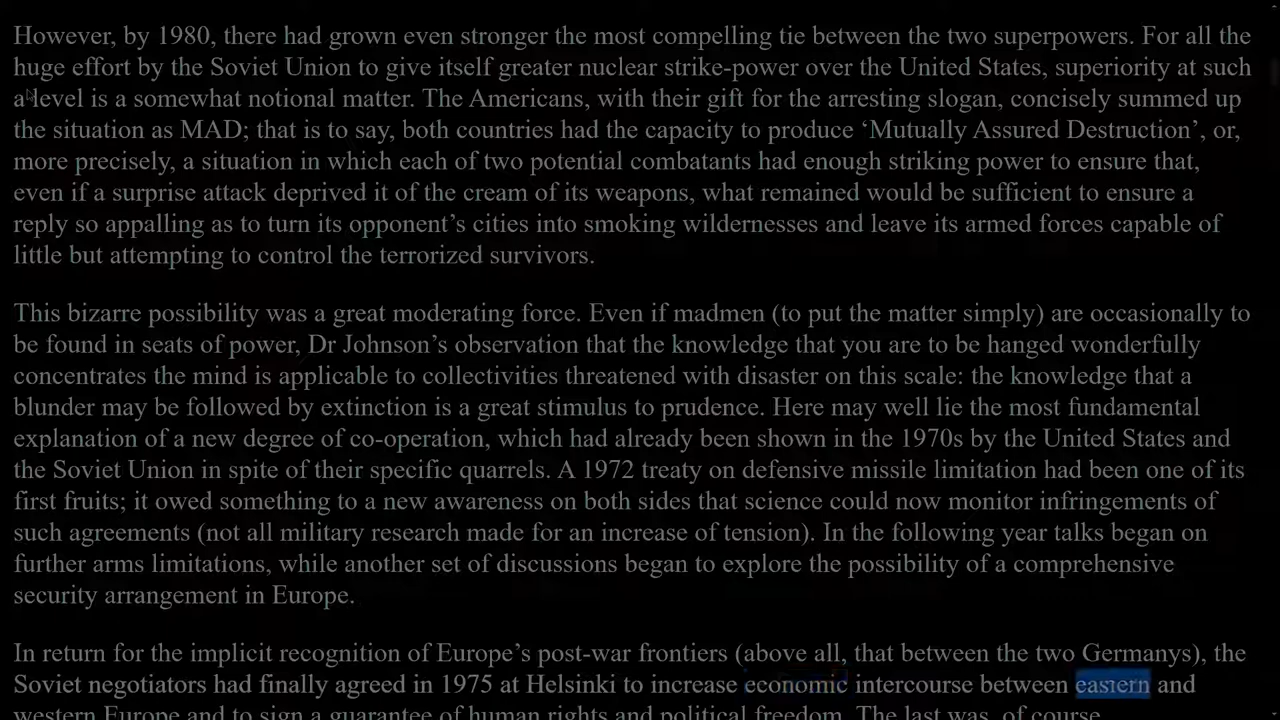 However, by 1980, there had grown even stronger the most compelling tie between the two superpowers. For all the
huge effort by the Soviet Union to give itself greater nuclear strike-power over the United States, superiority at such
a level is a somewhat notional matter. The Americans, with their gift for the arresting slogan, concisely summed up
the situation as MAD; that is to say, both countries had the capacity to produce ‘Mutually Assured Destruction’, or,
more precisely, a situation in which each of two potential combatants had enough striking power to ensure that,
even if a surprise attack deprived it of the cream of its weapons, what remained would be sufficient to ensure a
reply so appalling as to turn its opponent’s cities into smoking wildernesses and leave its armed forces capable of
little but attempting to control the terrorized survivors.
This bizarre possibility was a great moderating force. Even if madmen (to put the matter simply) are occasionally to
be found in seats of power, Dr Johnson’s observation that the knowledge that you are to be hanged wonderfully
concentrates the mind is applicable to collectivities threatened with disaster on this scale: the knowledge that a
blunder may be followed by extinction is a great stimulus to prudence. Here may well lie the most fundamental
explanation of a new degree of co-operation, which had already been shown in the 1970s by the United States and
the Soviet Union in spite of their specific quarrels. A 1972 treaty on defensive missile limitation had been one of its
first fruits; it owed something to a new awareness on both sides that science could now monitor infringements of
such agreements (not all military research made for an increase of tension). In the following year talks began on
further arms limitations, while another set of discussions began to explore the possibility of a comprehensive
security arrangement in Europe.
In return for the implicit recognition of Europe’s post-war frontiers (above all, that between the two Germanys), the
Soviet negotiators had finally agreed in 1975 at Helsinki to increase economic intercourse between eastern and
western Europe and to sign a guarantee of human rights and political freedom. The last was, of course,